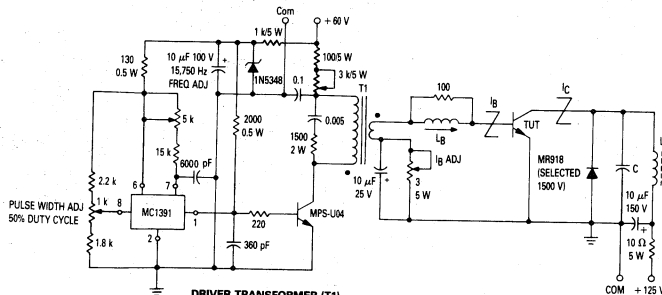 Com
+ 60 V
1 k/5 W
130
0.5 W
10 μF 100 V
15,750 Hz
FREQ ADJ
1N5348
100/5 W
3 k/5 W
T1
0.1
5 k
2000
0.5 W
0.005
1500
2 W
15 k
6000 pF
100
IB
IC
TUT
LB
IB ADJ
MR918
(SELECTED
1500 V)
C
L
2.2 k
6
7
PULSE WIDTH ADJ
50% DUTY CYCLE
1 k
8
MC1391
1
2
220
MPS-U04
10 μF
25 V
3
5 W
10 μF
150 V
1.8 k
360 pF
10 Ω
5 W
COM
+ 125 V
DRIVER TRANSFORMER (T1)